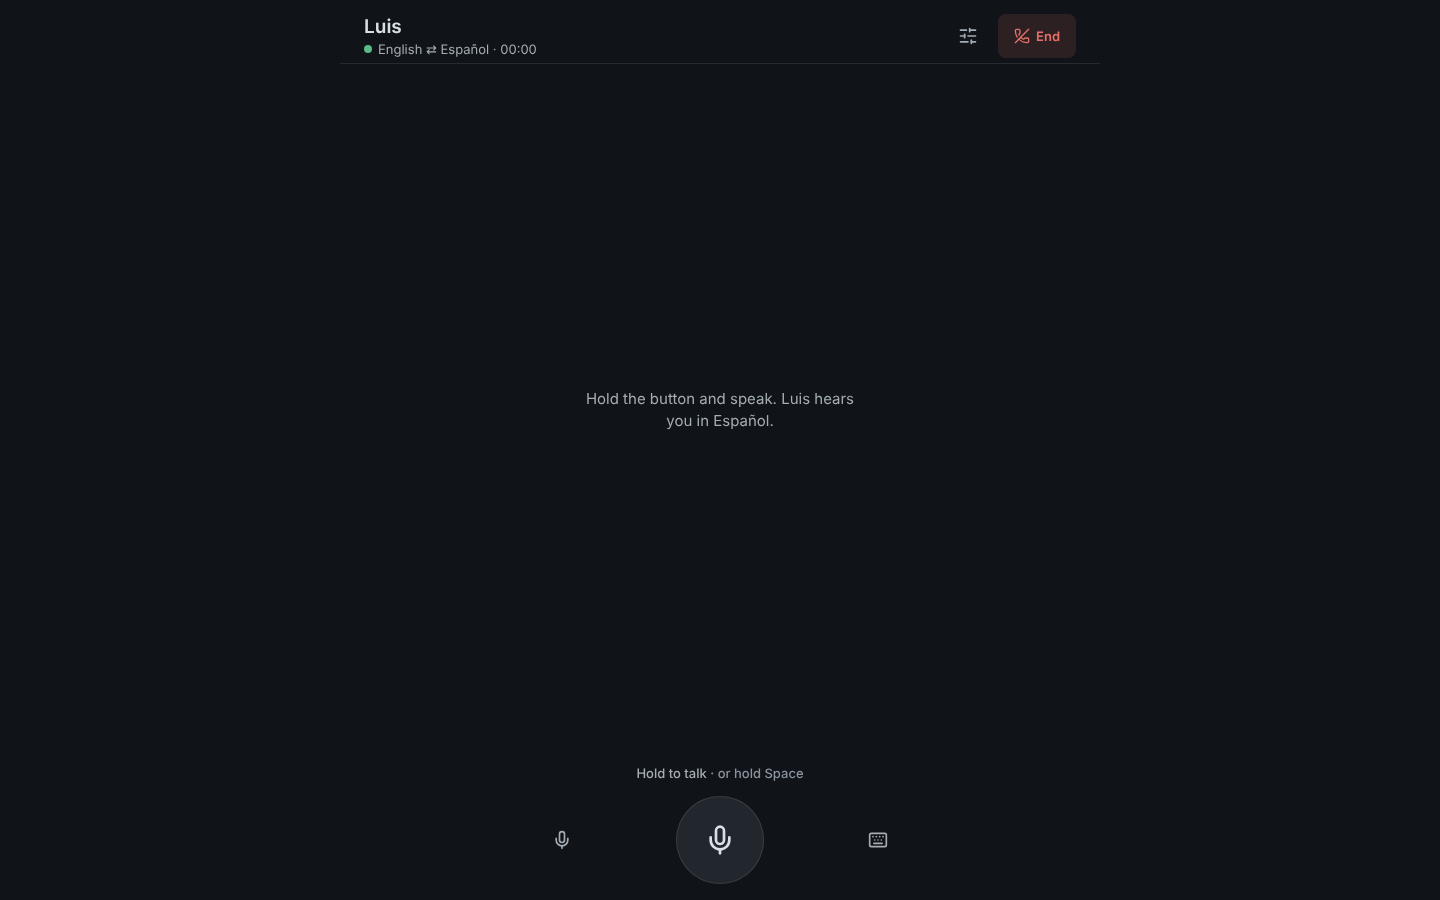 Luis
English ⇄ Español · 00:00
End
Hold the button and speak. Luis hears
you in Español.
Hold to talk · or hold Space